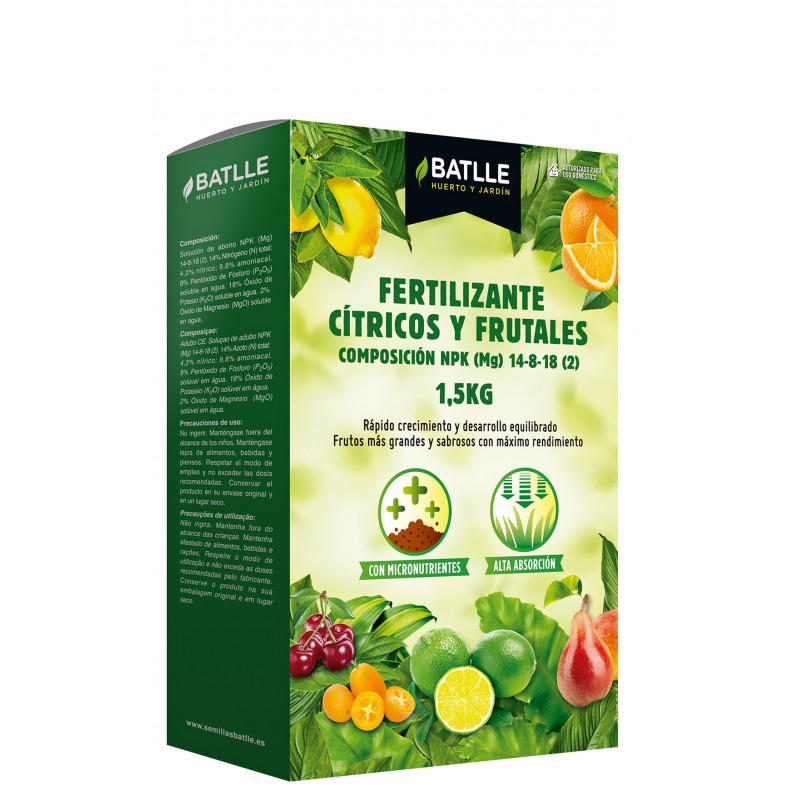 BATLLE
HUERTO Y JARDÍN
Composición:
Solución de abono NPK (Mg)
14-8-18 (2). 14% Nitrógeno (N) total:
4,2% nítrico; 9,8% amoniacal.
8% Pentóxido de Fósforo (P₂O₅)
soluble en agua. 18% Óxido de
Potasio (K₂O) soluble en agua. 2%
Óxido de Magnesio (MgO) soluble
en agua.
Composiçao:
Adubo CE. Soluçao de adubo NPK
(Mg) 14-8-18 (2). 14% Azoto (N) total:
4,2% nítrico; 9,8% amoniacal.
8% Pentóxido de Fósforo (P₂O₅)
solúvel em água. 18% Óxido de
Potassio (K₂O) solúvel em água.
2% Óxido de Magnesio (MgO)
solúvel em água.
Precauciones de uso:
No ingerir. Manténgase fuera del
alcance de los niños. Manténgase
lejos de alimentos, bebidas y
piensos. Respetar el modo de
empleo y no exceder las dosis
recomendadas. Conservar el
producto en su envase original y
en un lugar seco.
Precauções de utilização:
Não ingira. Mantenha fora do
alcance das crianças. Mantenha
afastado de alimentos, bebidas e
rações. Respeite o modo de
utilização e não exceda as doses
recomendadas pelo fabricante.
Conserve o produto na sua
embalagem original e em lugar
seco.
www.semillasbatlle.es
BATLLE
HUERTO Y JARDÍN
AUTORIZADO PARA
USO DOMÉSTICO
FERTILIZANTE
CÍTRICOS Y FRUTALES
COMPOSICIÓN NPK (Mg) 14-8-18 (2)
1,5KG
Rápido crecimiento y desarrollo equilibrado
Frutos más grandes y sabrosos con máximo rendimiento
CON MICRONUTRIENTES
ALTA ABSORCIÓN